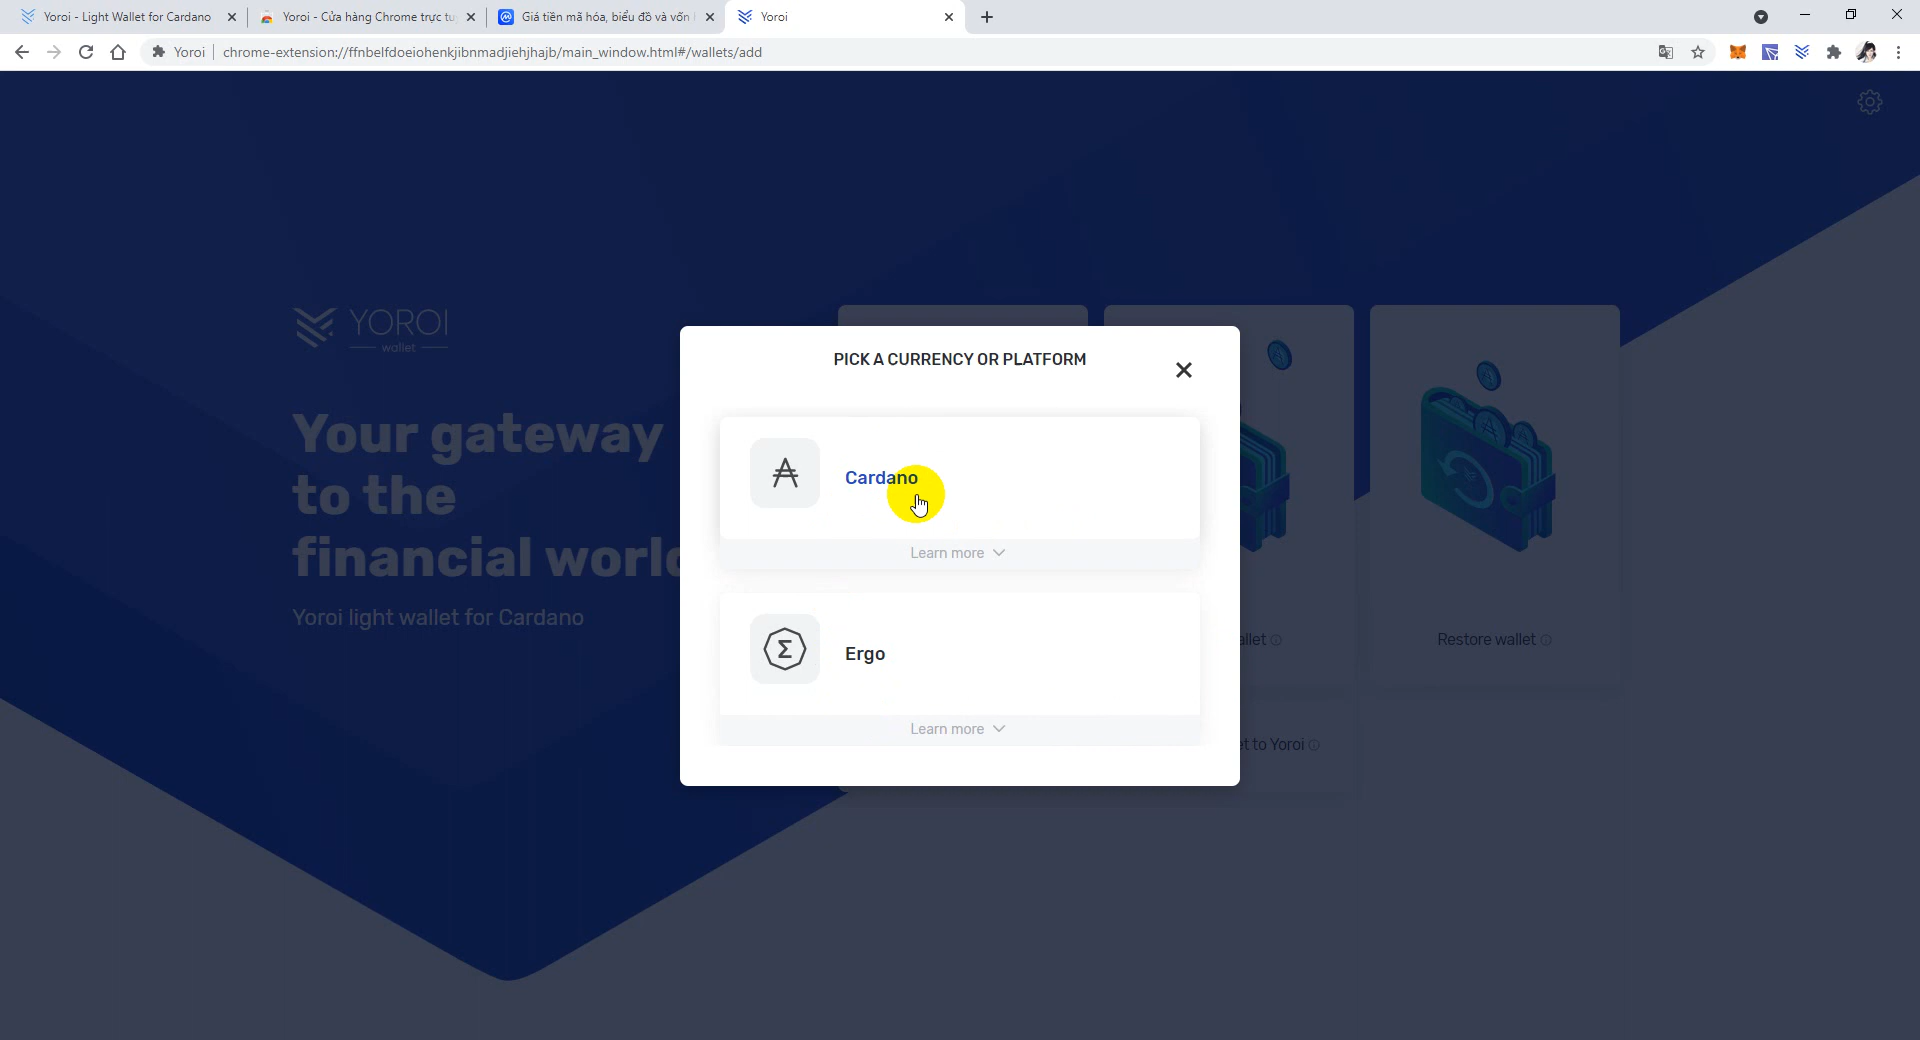 Yoroi - Light Wallet for Cardano
Yoroi - Cửa hàng Chrome trực tu
Giá tiền mã hóa, biểu đồ và vốn
Yoroi
Yoroi
chrome-extension://ffnbelfdoeiohenkjibnmadjiehjhajb/main_window.html#/wallets/add
YOROI
wallet
Your gateway
to the
financial world
Yoroi light wallet for Cardano
PICK A CURRENCY OR PLATFORM
Cardano
Learn more
Ergo
Learn more
allet
Restore wallet
et to Yoroi